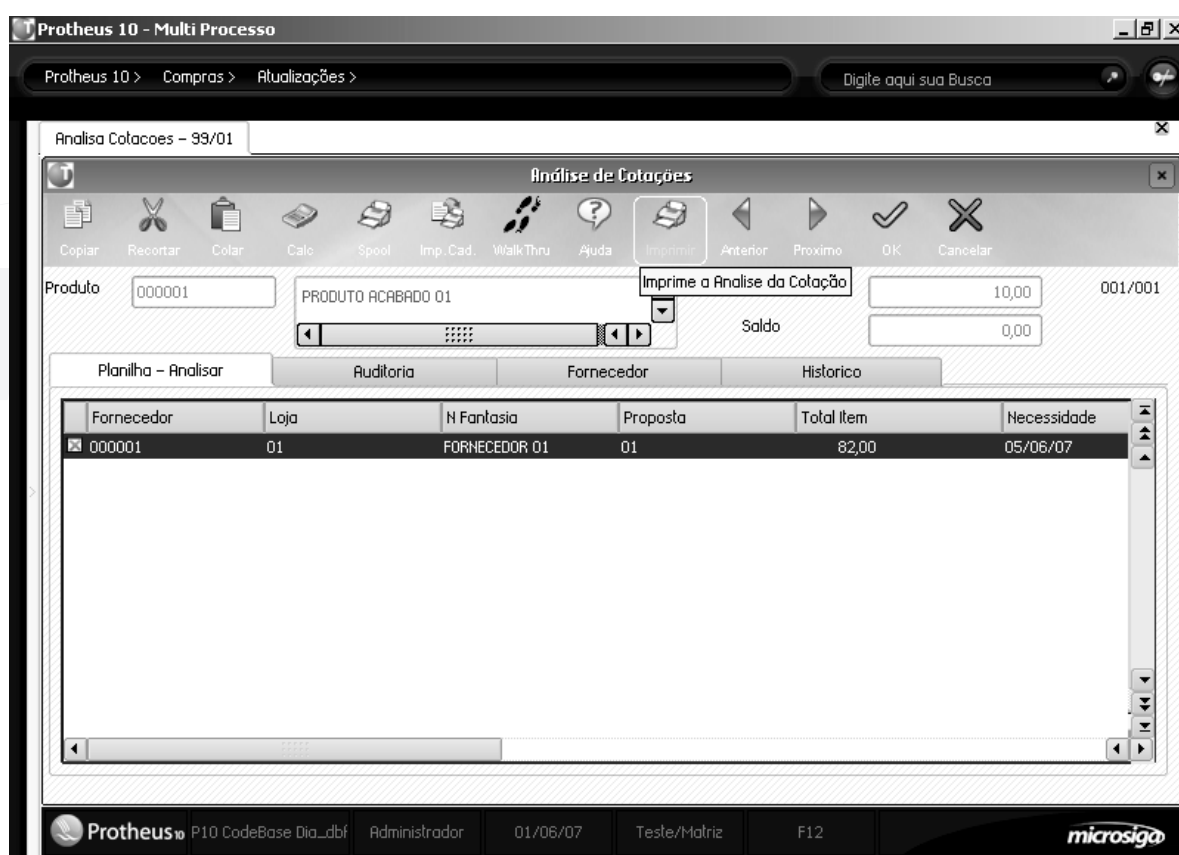 Protheus 10 - Multi Processo
Protheus 10 > Compras > Atualizações >
Digite aqui sua Busca
Analisa Cotacoes – 99/01
Análise de Cotações
Copiar Recortar Colar Calc Spool Imp.Cad. WalkThru Ajuda Imprimir Anterior Proximo OK Cancelar
Imprime a Analise da Cotação
Produto 000001 PRODUTO ACABADO 01 10,00 001/001
Saldo 0,00
Planilha – Analisar Auditoria Fornecedor Historico
Fornecedor Loja N Fantasia Proposta Total Item Necessidade
000001 01 FORNECEDOR 01 01 82,00 05/06/07
Protheus 10 P10 CodeBase Dia_dbf Administrador 01/06/07 Teste/Matriz F12 microsiga